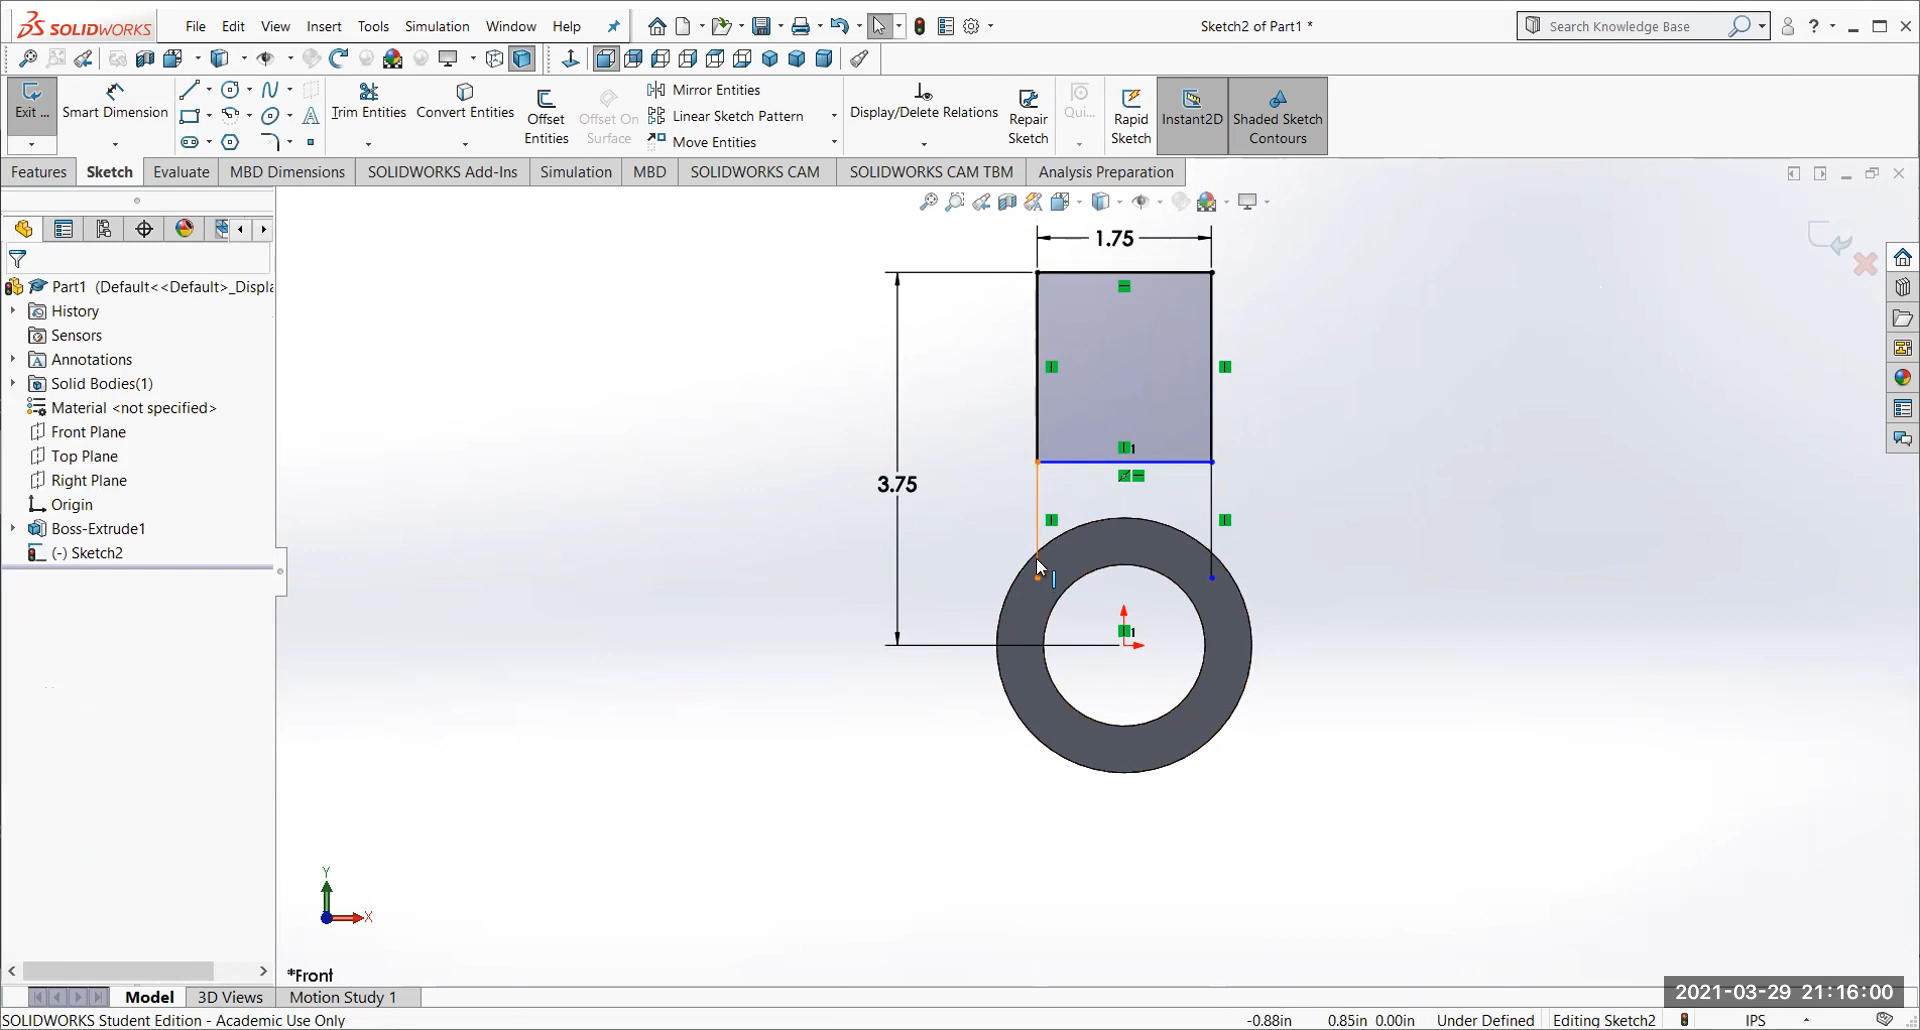 SOLIDWORKS File Edit View Insert Tools Simulation Window Help Sketch2 of Part1 * Search Knowledge Base ?
Exit ... Smart Dimension Trim Entities Convert Entities Offset Entities Offset On Surface Mirror Entities Linear Sketch Pattern Move Entities Display/Delete Relations Repair Sketch Qui... Rapid Sketch Instant2D Shaded Sketch Contours
Features Sketch Evaluate MBD Dimensions SOLIDWORKS Add-Ins Simulation MBD SOLIDWORKS CAM SOLIDWORKS CAM TBM Analysis Preparation
Part1 (Default<<Default>_Displa
History
Sensors
Annotations
Solid Bodies(1)
Material <not specified>
Front Plane
Top Plane
Right Plane
Origin
Boss-Extrude1
(-) Sketch2
1.75
1
3.75
1
Y
X
*Front
Model 3D Views Motion Study 1
2021-03-29 21:16:00
SOLIDWORKS Student Edition - Academic Use Only -0.88in 0.85in 0.00in Under Defined Editing Sketch2 IPS